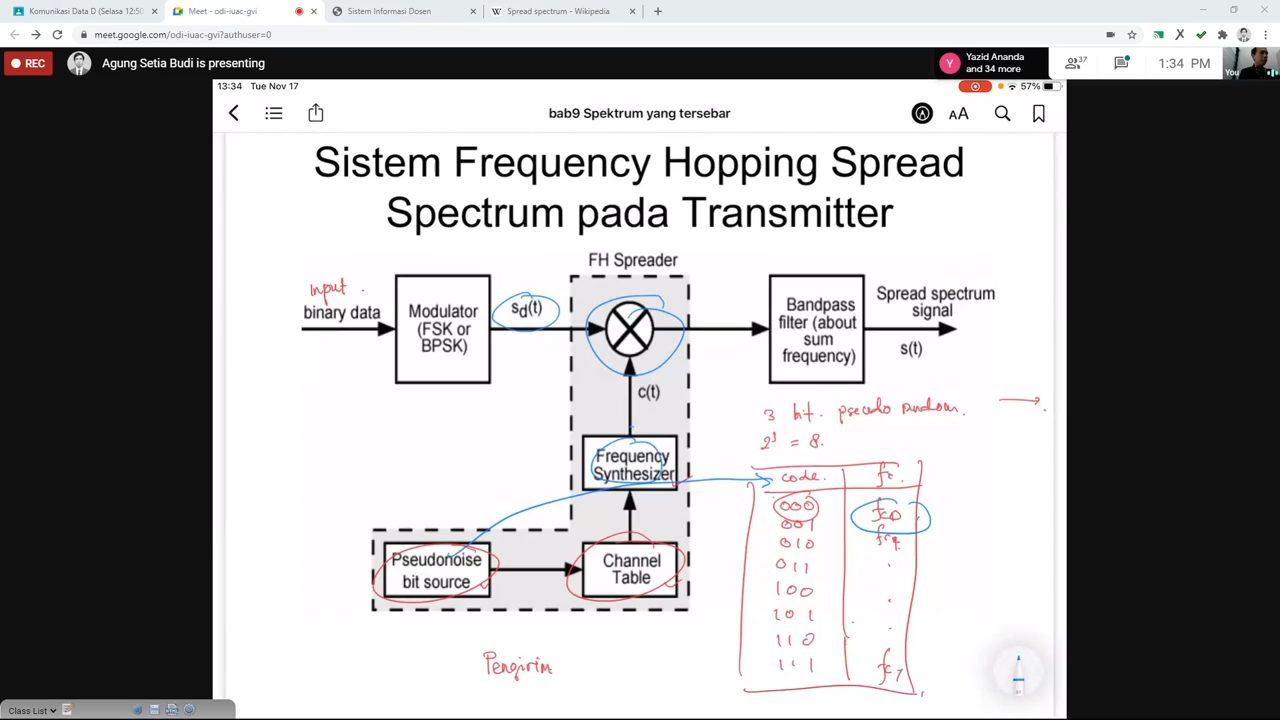 Komunikasi Data D (Selasa 12:50
Meet - odi-iuac-gvi
Sistem Informasi Dosen
Spread spectrum - Wikipedia
meet.google.com/odi-iuac-gvi?authuser=0
REC
Agung Setia Budi is presenting
Y
Yazid Ananda
and 34 more
37
1:34 PM
You
13:34 Tue Nov 17
57%
bab9 Spektrum yang tersebar
AA
Sistem Frequency Hopping Spread
Spectrum pada Transmitter
FH Spreader
input
binary data
Modulator
(FSK or
BPSK)
sd(t)
Bandpass
filter (about
sum
frequency)
Spread spectrum
signal
s(t)
c(t)
3 bit pseudo random
2³ = 8
Frequency
Synthesizer
code fc
000 fc0
001
010
011
100
101
110
111 fc7
Pseudonoise
bit source
Channel
Table
Pengirim
Class List